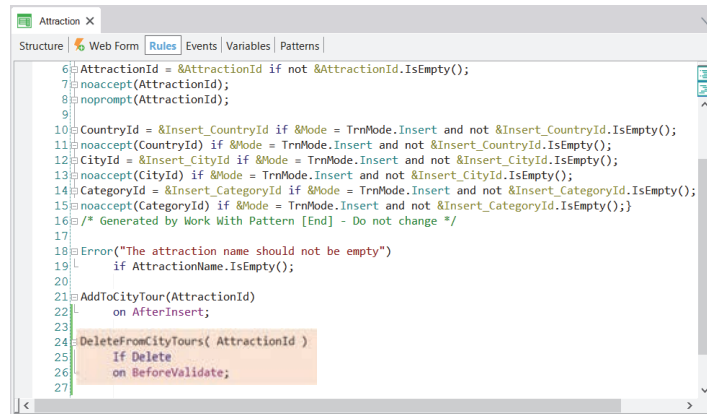 Attraction X
Structure Web Form Rules Events Variables Patterns
6 AttractionId = &AttractionId if not &AttractionId.IsEmpty();
7 noaccept(AttractionId);
8 noprompt(AttractionId);
9
10 CountryId = &Insert_CountryId if &Mode = TrnMode.Insert and not &Insert_CountryId.IsEmpty();
11 noaccept(CountryId) if &Mode = TrnMode.Insert and not &Insert_CountryId.IsEmpty();
12 CityId = &Insert_CityId if &Mode = TrnMode.Insert and not &Insert_CityId.IsEmpty();
13 noaccept(CityId) if &Mode = TrnMode.Insert and not &Insert_CityId.IsEmpty();
14 CategoryId = &Insert_CategoryId if &Mode = TrnMode.Insert and not &Insert_CategoryId.IsEmpty();
15 noaccept(CategoryId) if &Mode = TrnMode.Insert and not &Insert_CategoryId.IsEmpty();}
16 /* Generated by Work With Pattern [End] - Do not change */
17
18 Error("The attraction name should not be empty")
19 if AttractionName.IsEmpty();
20
21 AddToCityTour(AttractionId)
22 on AfterInsert;
23
24 DeleteFromCityTours( AttractionId )
25 If Delete
26 on BeforeValidate;
27